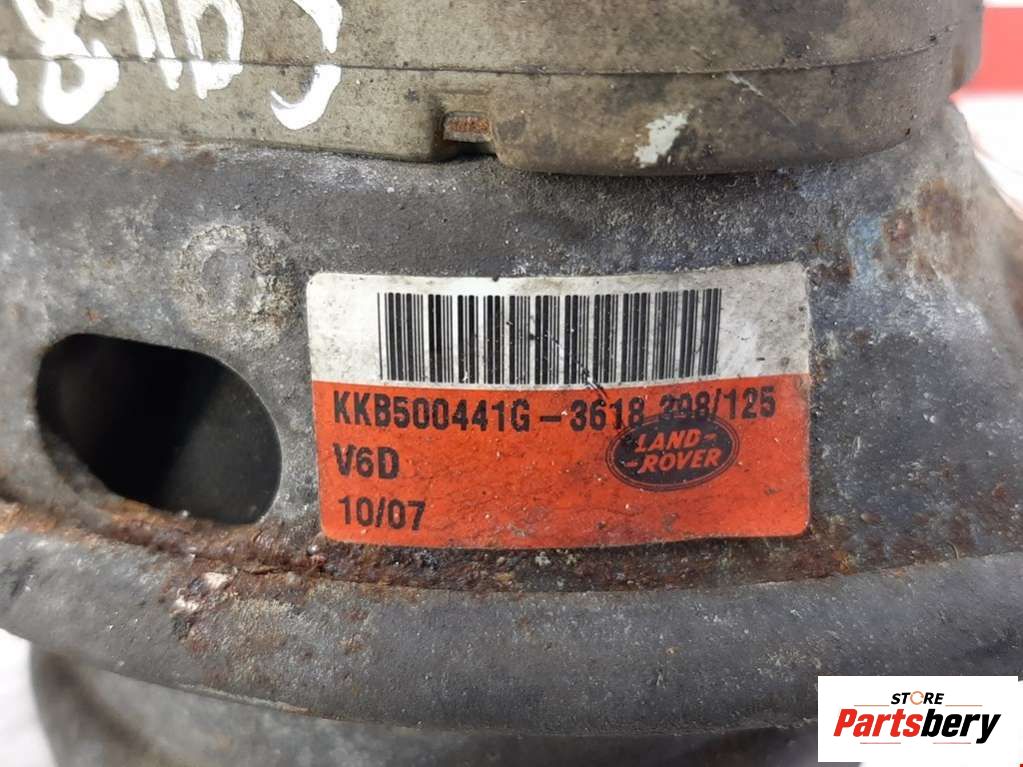 KKB500441G-3618 398/125
LAND-
-ROVER
V6D
10/07
STORE
Partsbery